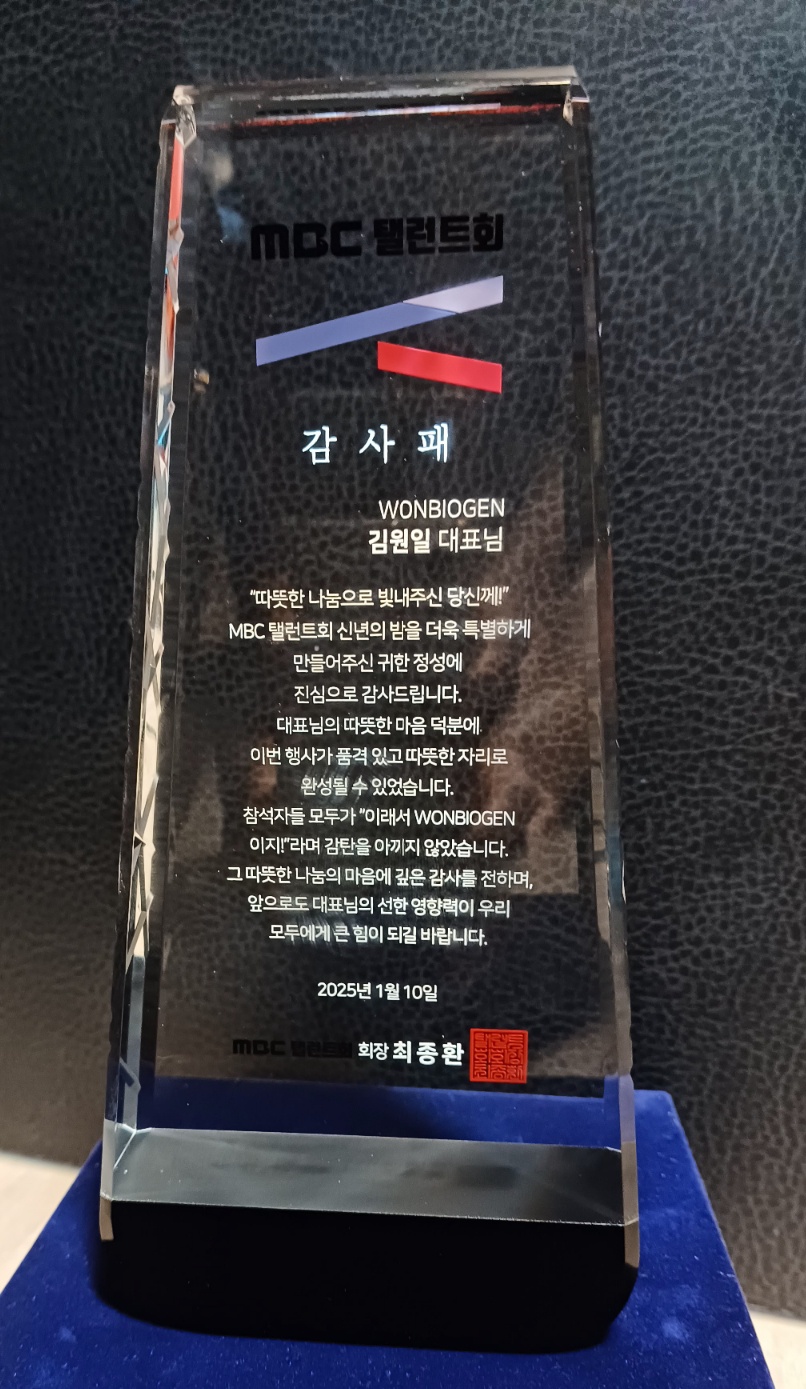 MBC 탤런트회
감 사 패
WONBIOGEN
김원일 대표님
"따뜻한 나눔으로 빛내주신 당신께!"
MBC 탤런트회 신년의 밤을 더욱 특별하게
만들어주신 귀한 정성에
진심으로 감사드립니다.
대표님의 따뜻한 마음 덕분에
이번 행사가 품격 있고 따뜻한 자리로
완성될 수 있었습니다.
참석자들 모두가 "이래서 WONBIOGEN
이지!"라며 감탄을 아끼지 않았습니다.
그 따뜻한 나눔의 마음에 깊은 감사를 전하며,
앞으로도 대표님의 선한 영향력이 우리
모두에게 큰 힘이 되길 바랍니다.
2025년 1월 10일
MBC 탤런트회 회장 최종환